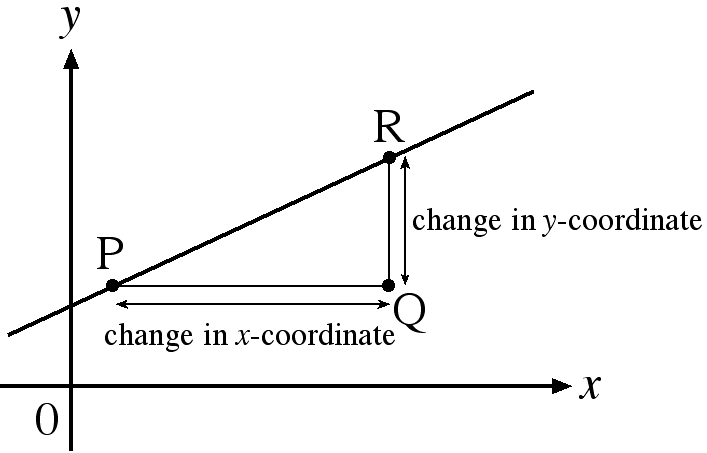 y
R
change in y-coordinate
P
Q
change in x-coordinate
x
0